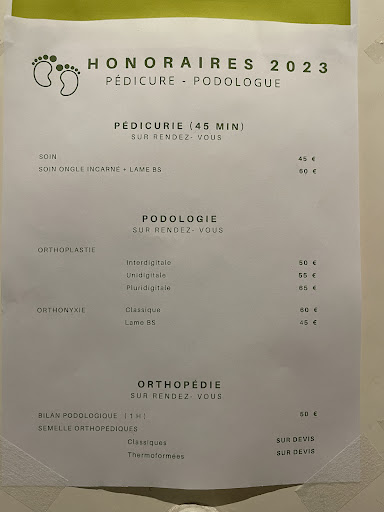 HONORAIRES 2023
PÉDICURE - PODOLOGUE
PÉDICURIE (45 MIN)
SUR RENDEZ- VOUS
SOIN 45 €
SOIN ONGLE INCARNE + LAME BS 60 €
PODOLOGIE
SUR RENDEZ- VOUS
ORTHOPLASTIE
Interdigitale 50 €
Unidigitale 55 €
Pluridigitale 65 €
ORTHONYXIE Classique 60 €
Lame BS 45 €
ORTHOPÉDIE
SUR RENDEZ- VOUS
BILAN PODOLOGIQUE (1H) 50 €
SEMELLE ORTHOPÉDIQUES
Classiques SUR DEVIS
Thermoformées SUR DEVIS